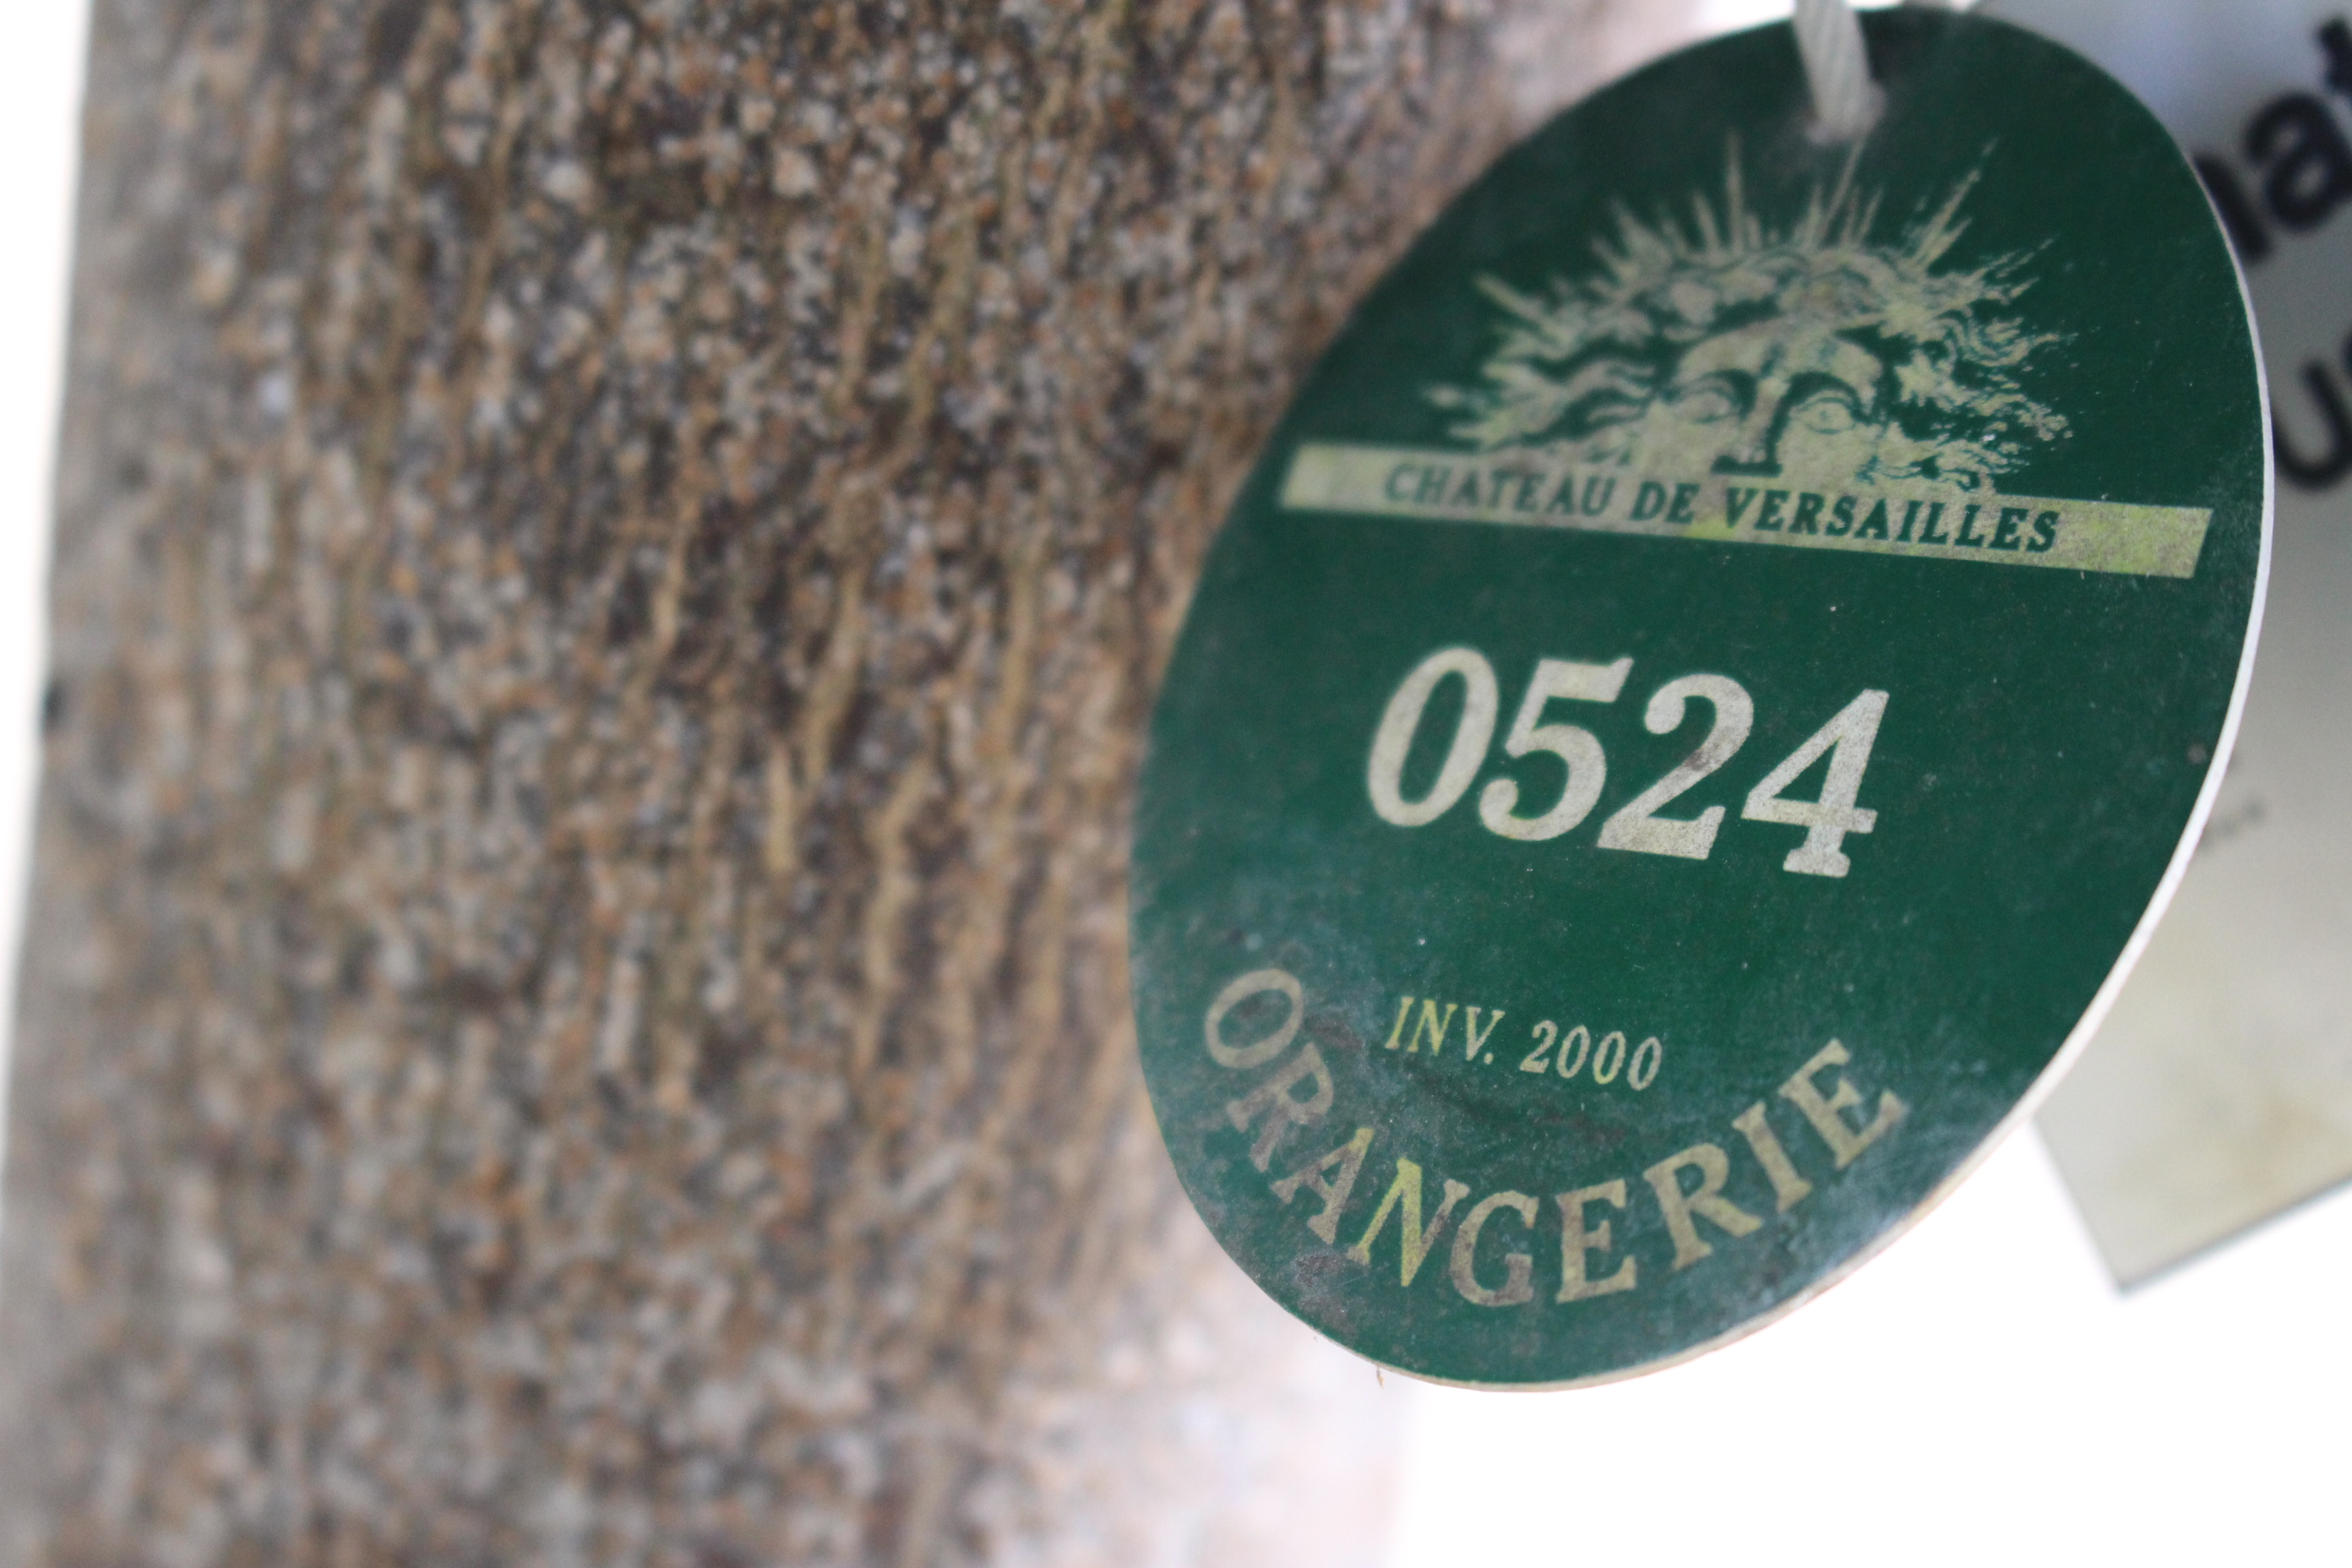 CHATEAU DE VERSAILLES
0524
INV. 2000
ORANGERIE